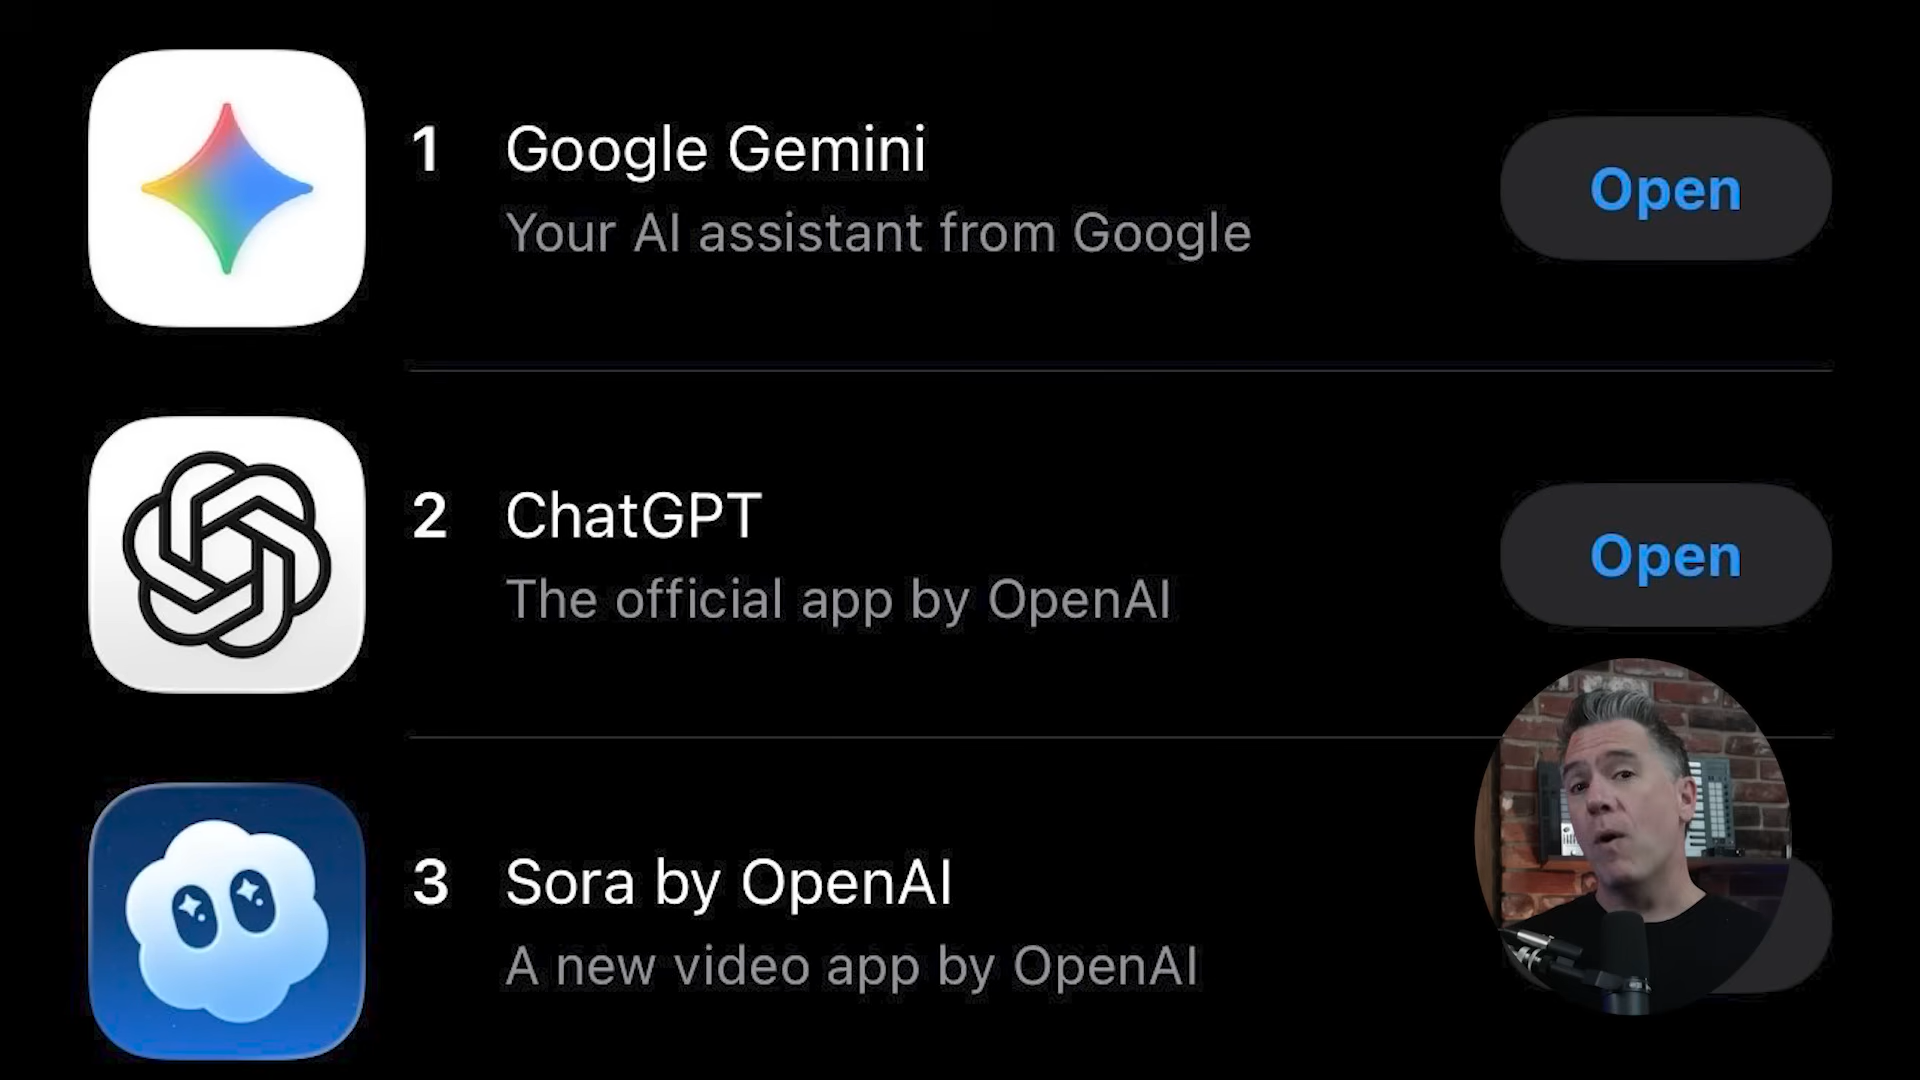 1 Google Gemini
Your AI assistant from Google
Open
2 ChatGPT
The official app by OpenAI
Open
3 Sora by OpenAI
A new video app by OpenAI